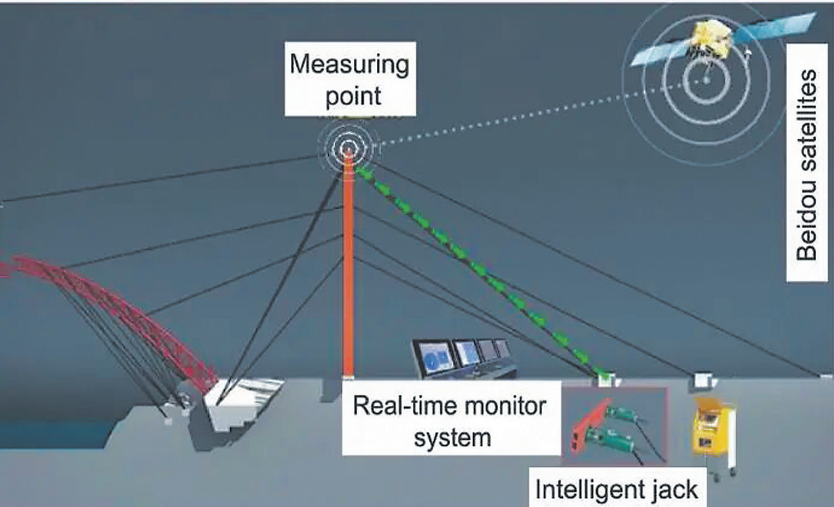 Measuring
point
Beidou satellites
Real-time monitor
system
Intelligent jack